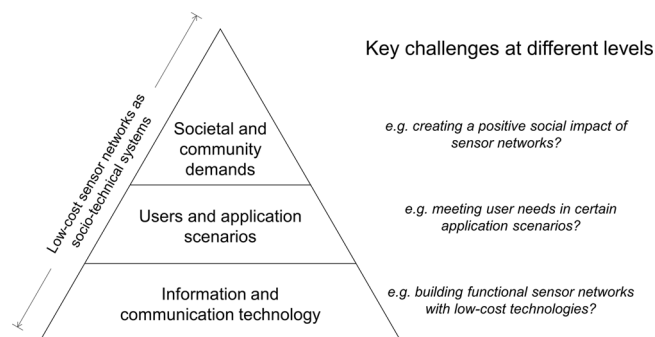 Key challenges at different levels
Low-cost sensor networks as
socio-technical systems
Societal and
community
demands
e.g. creating a positive social impact of
sensor networks?
Users and application
scenarios
e.g. meeting user needs in certain
application scenarios?
Information and
communication technology
e.g. building functional sensor networks
with low-cost technologies?